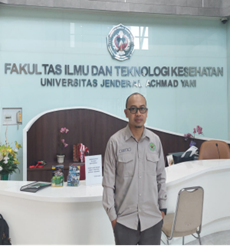 FAKULTAS ILMU DAN TEKNOLOGI KESEHATAN
UNIVERSITAS JENDERAL ACHMAD YANI